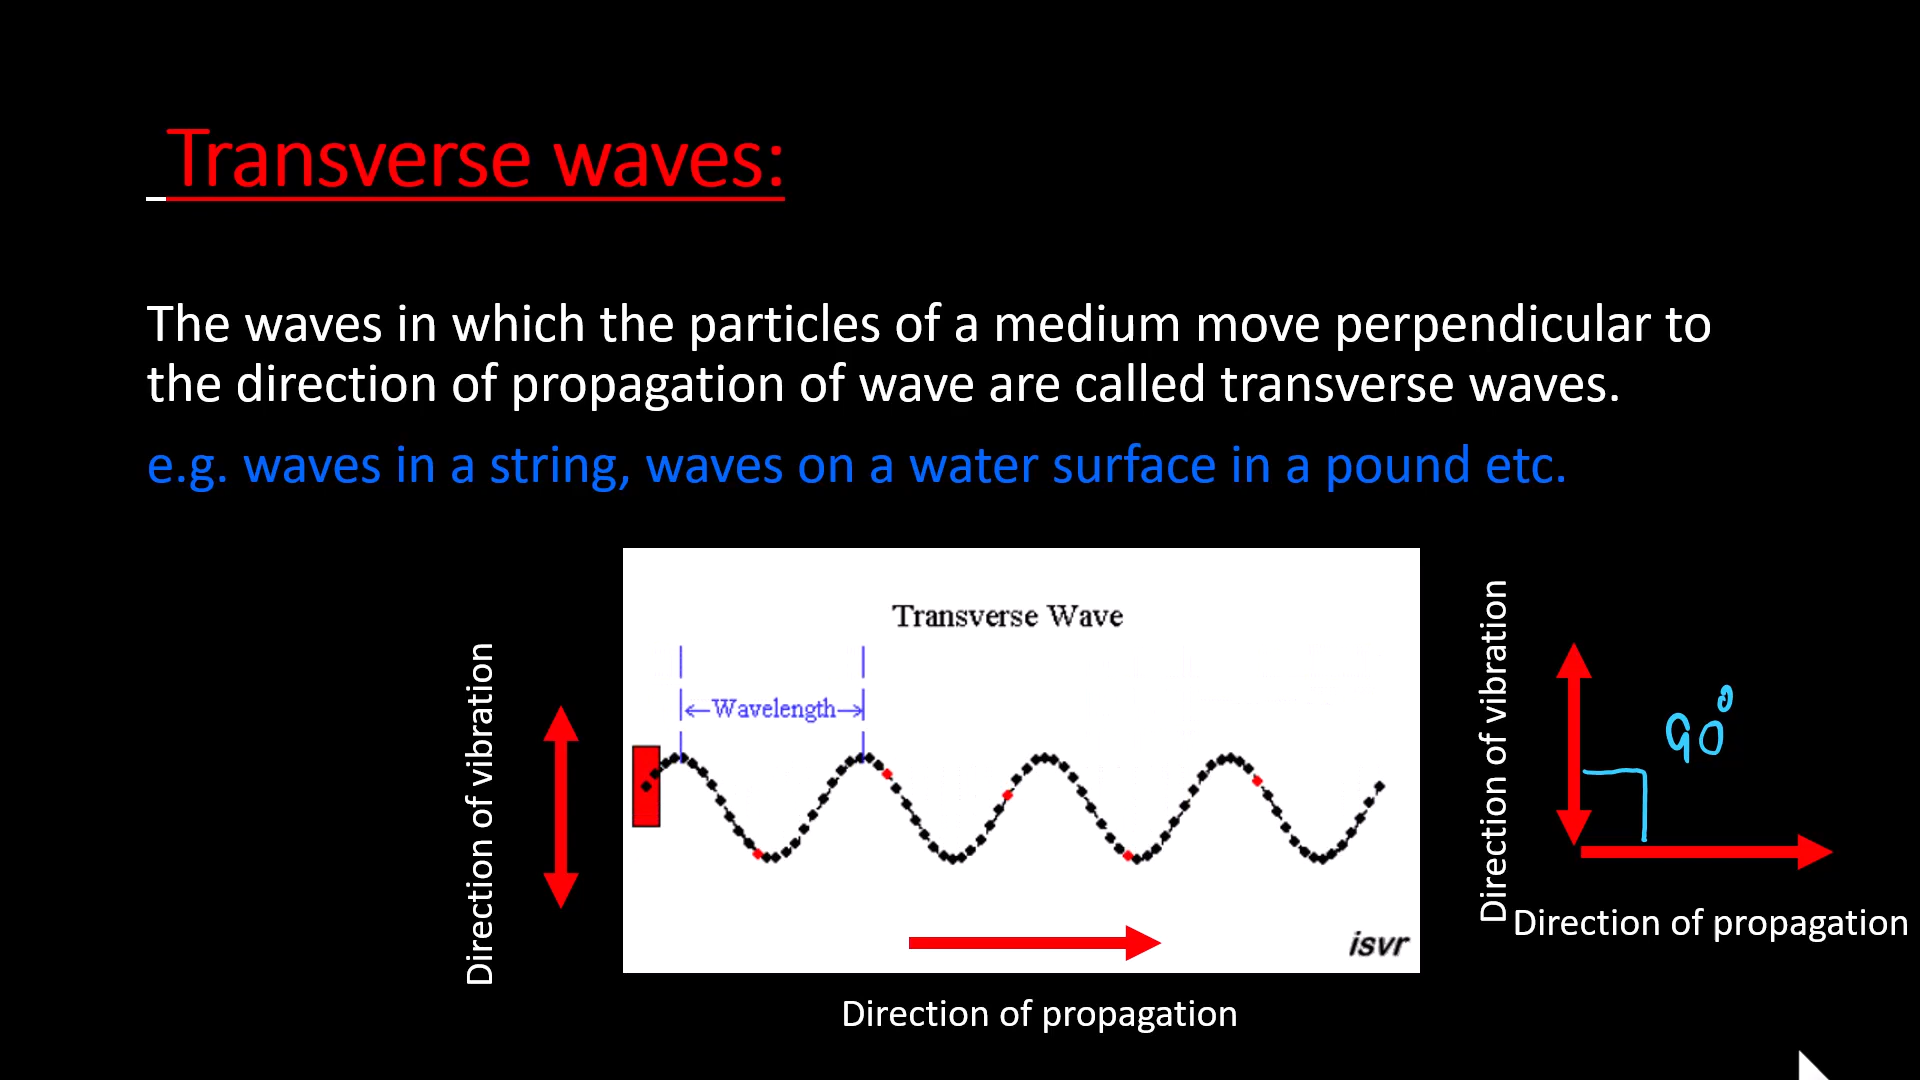 Transverse waves:
The waves in which the particles of a medium move perpendicular to
the direction of propagation of wave are called transverse waves.
e.g. waves in a string, waves on a water surface in a pound etc.
Transverse Wave
Wavelength
Direction of vibration
isvr
Direction of propagation
Direction of vibration
90°
Direction of propagation